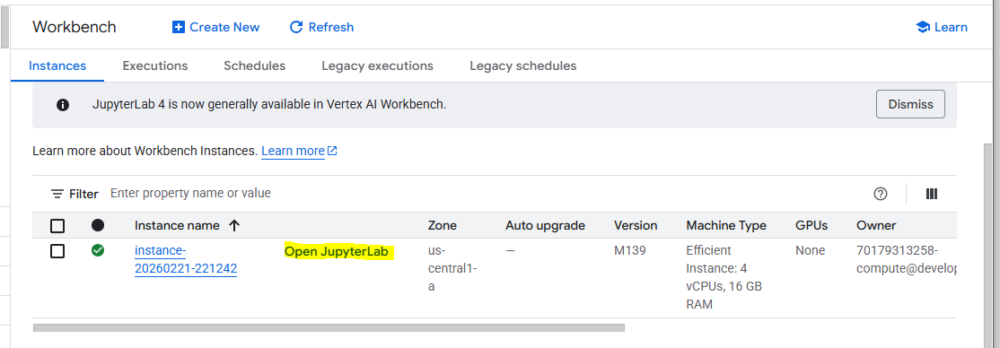 Workbench Create New Refresh Learn
Instances Executions Schedules Legacy executions Legacy schedules
JupyterLab 4 is now generally available in Vertex AI Workbench. Dismiss
Learn more about Workbench Instances. Learn more
Filter Enter property name or value
Instance name Zone Auto upgrade Version Machine Type GPUs Owner
instance- Open JupyterLab us- — M139 Efficient None 70179313258-
20260221-221242 central1- Instance: 4 compute@develop
a vCPUs, 16 GB
RAM